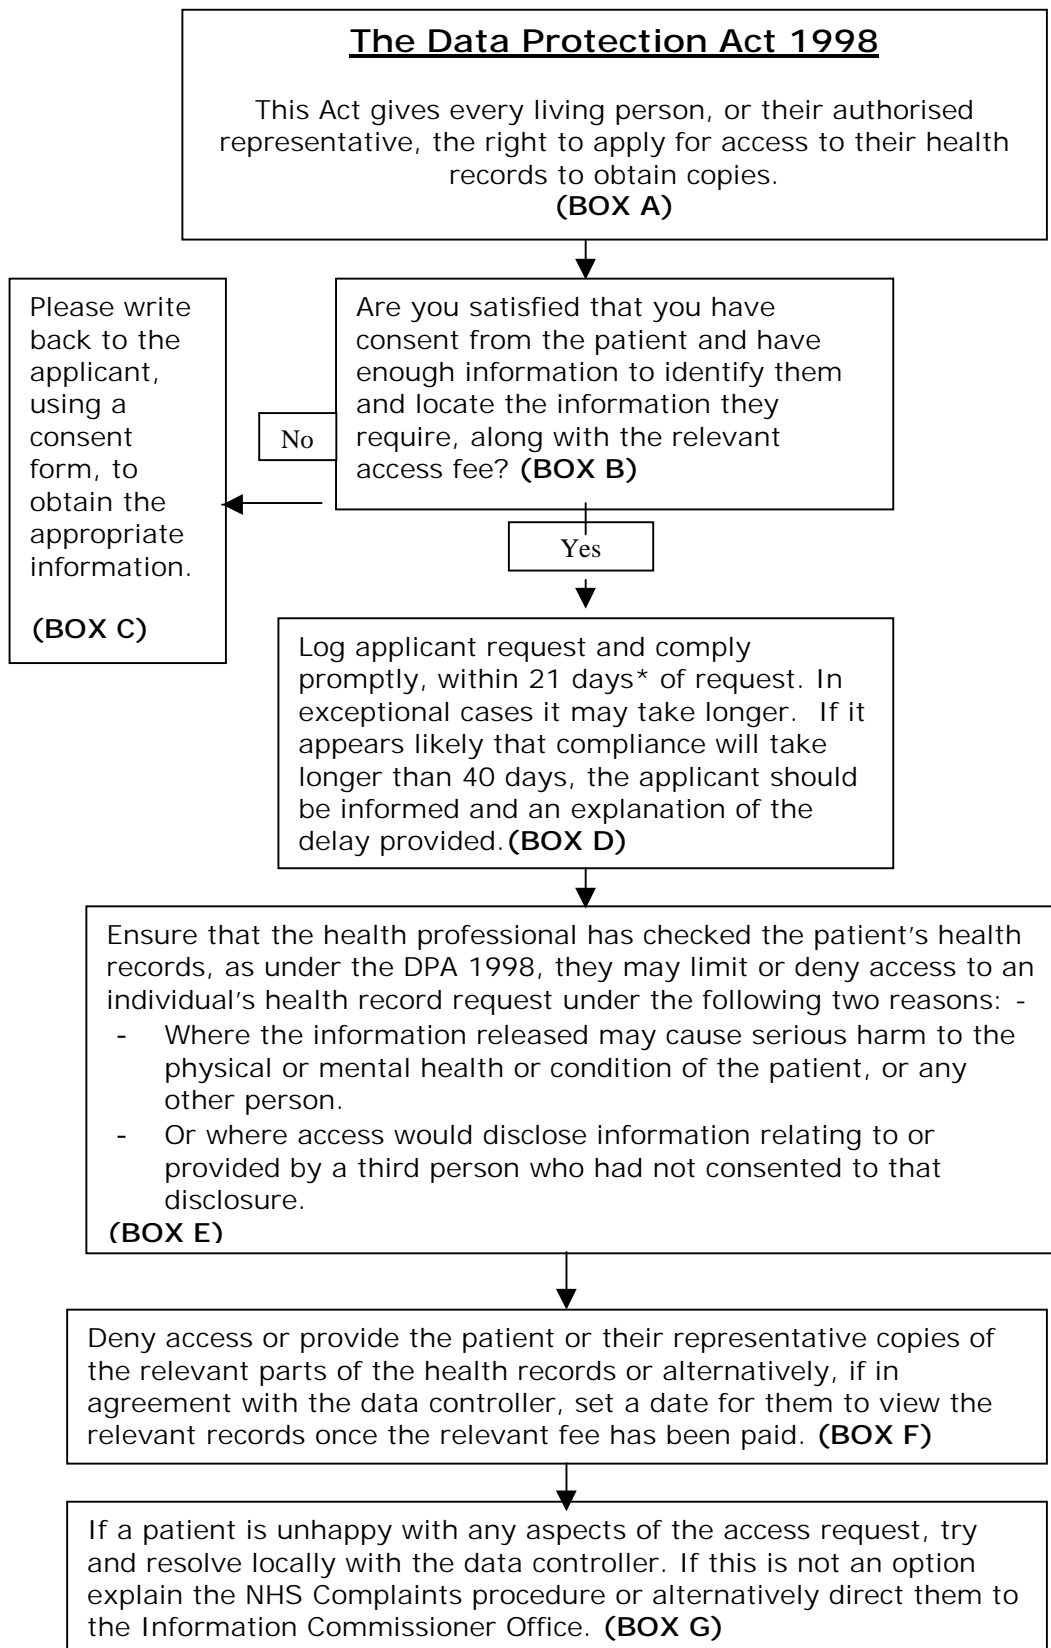 The Data Protection Act 1998
This Act gives every living person, or their authorised
representative, the right to apply for access to their health
records to obtain copies.
(BOX A)
Are you satisfied that you have
consent from the patient and have
enough information to identify them
and locate the information they
require, along with the relevant
access fee? (BOX B)
No
Please write
back to the
applicant,
using a
consent
form, to
obtain the
appropriate
information.
(BOX C)
Yes
Log applicant request and comply
promptly, within 21 days* of request. In
exceptional cases it may take longer.  If it
appears likely that compliance will take
longer than 40 days, the applicant should
be informed and an explanation of the
delay provided.(BOX D)
Ensure that the health professional has checked the patient's health
records, as under the DPA 1998, they may limit or deny access to an
individual's health record request under the following two reasons: -
- Where the information released may cause serious harm to the
physical or mental health or condition of the patient, or any
other person.
- Or where access would disclose information relating to or
provided by a third person who had not consented to that
disclosure.
(BOX E)
Deny access or provide the patient or their representative copies of
the relevant parts of the health records or alternatively, if in
agreement with the data controller, set a date for them to view the
relevant records once the relevant fee has been paid. (BOX F)
If a patient is unhappy with any aspects of the access request, try
and resolve locally with the data controller. If this is not an option
explain the NHS Complaints procedure or alternatively direct them to
the Information Commissioner Office. (BOX G)